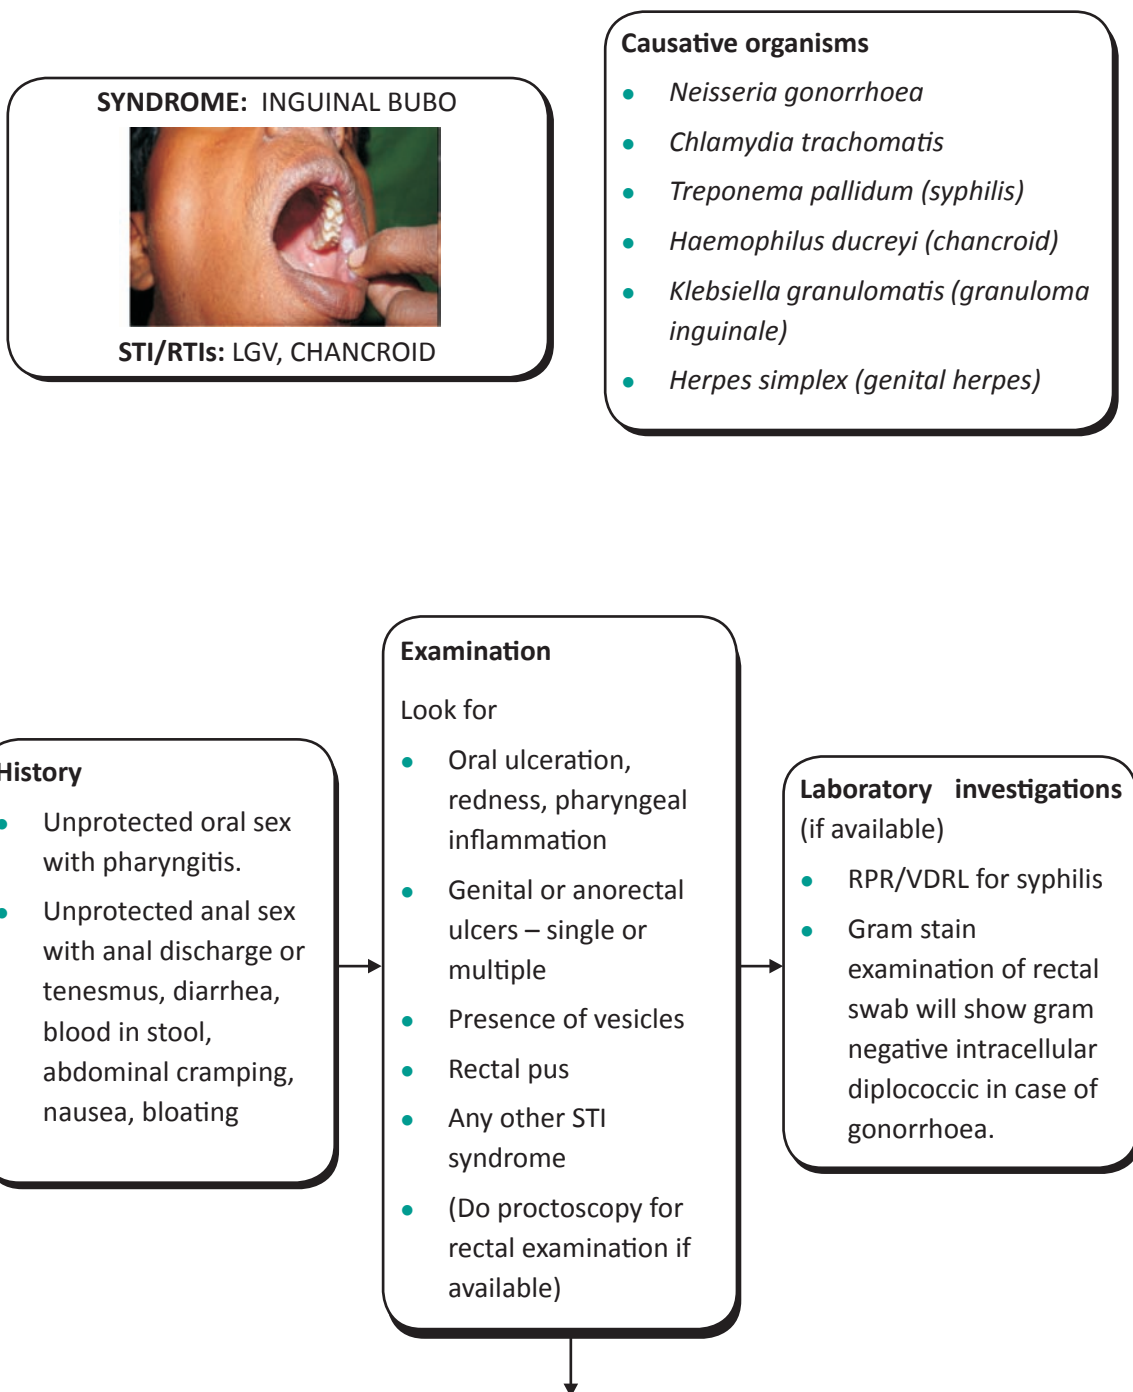 SYNDROME: INGUINAL BUBO
STI/RTIs: LGV, CHANCROID
Causative organisms
● Neisseria gonorrhoea
● Chlamydia trachomatis
● Treponema pallidum (syphilis)
● Haemophilus ducreyi (chancroid)
● Klebsiella granulomatis (granuloma
inguinale)
● Herpes simplex (genital herpes)
History
● Unprotected oral sex
with pharyngitis.
● Unprotected anal sex
with anal discharge or
tenesmus, diarrhea,
blood in stool,
abdominal cramping,
nausea, bloating
Examination
Look for
● Oral ulceration,
redness, pharyngeal
inflammation
● Genital or anorectal
ulcers – single or
multiple
● Presence of vesicles
● Rectal pus
● Any other STI
syndrome
● (Do proctoscopy for
rectal examination if
available)
Laboratory investigations
(if available)
● RPR/VDRL for syphilis
● Gram stain
examination of rectal
swab will show gram
negative intracellular
diplococcic in case of
gonorrhoea.